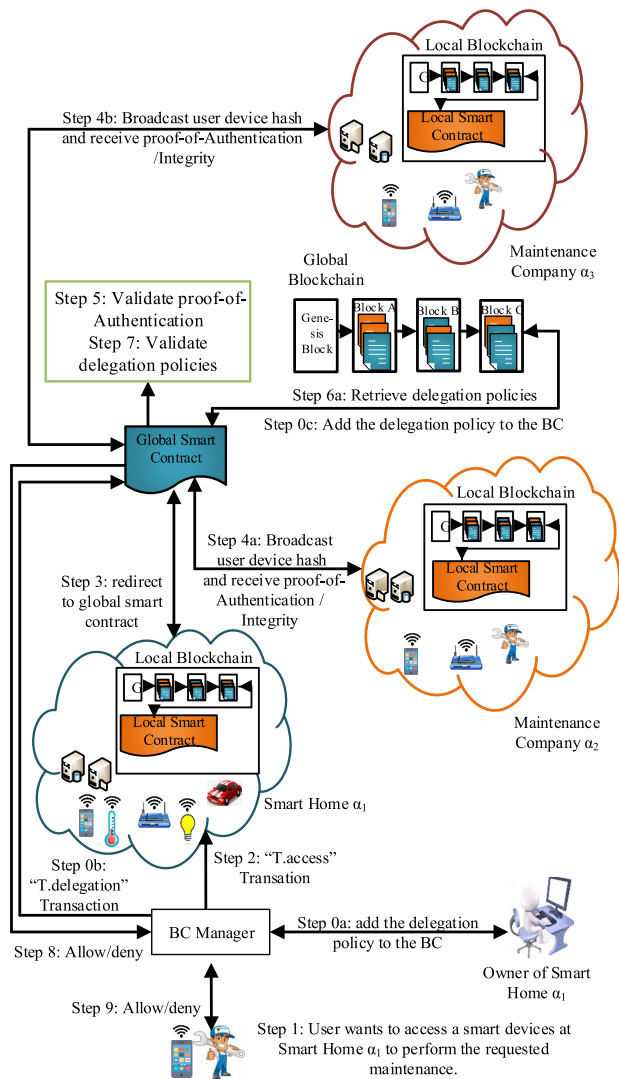 Local Blockchain
G
Local Smart
Contract
Step 4b: Broadcast user device hash
and receive proof-of-Authentication
/Integrity
Maintenance
Company α3
Global
Blockchain
Gene-
sis
Block
Block A
Block B
Block C
Step 5: Validate proof-of-
Authentication
Step 7: Validate
delegation policies
Step 6a: Retrieve delegation policies
Step 0c: Add the delegation policy to the BC
Global Smart
Contract
Local Blockchain
G
Local Smart
Contract
Step 4a: Broadcast
user device hash
and receive proof-of-
Authentication /
Integrity
Step 3: redirect
to global smart
contract
Maintenance
Company α2
Local Blockchain
G
Local Smart
Contract
Smart Home α1
Step 0b:
“T.delegation”
Transaction
Step 2: “T.access”
Transation
BC Manager
Step 0a: add the delegation
policy to the BC
Owner of Smart
Home α1
Step 8: Allow/deny
Step 9: Allow/deny
Step 1: User wants to access a smart devices at
Smart Home α1 to perform the requested
maintenance.